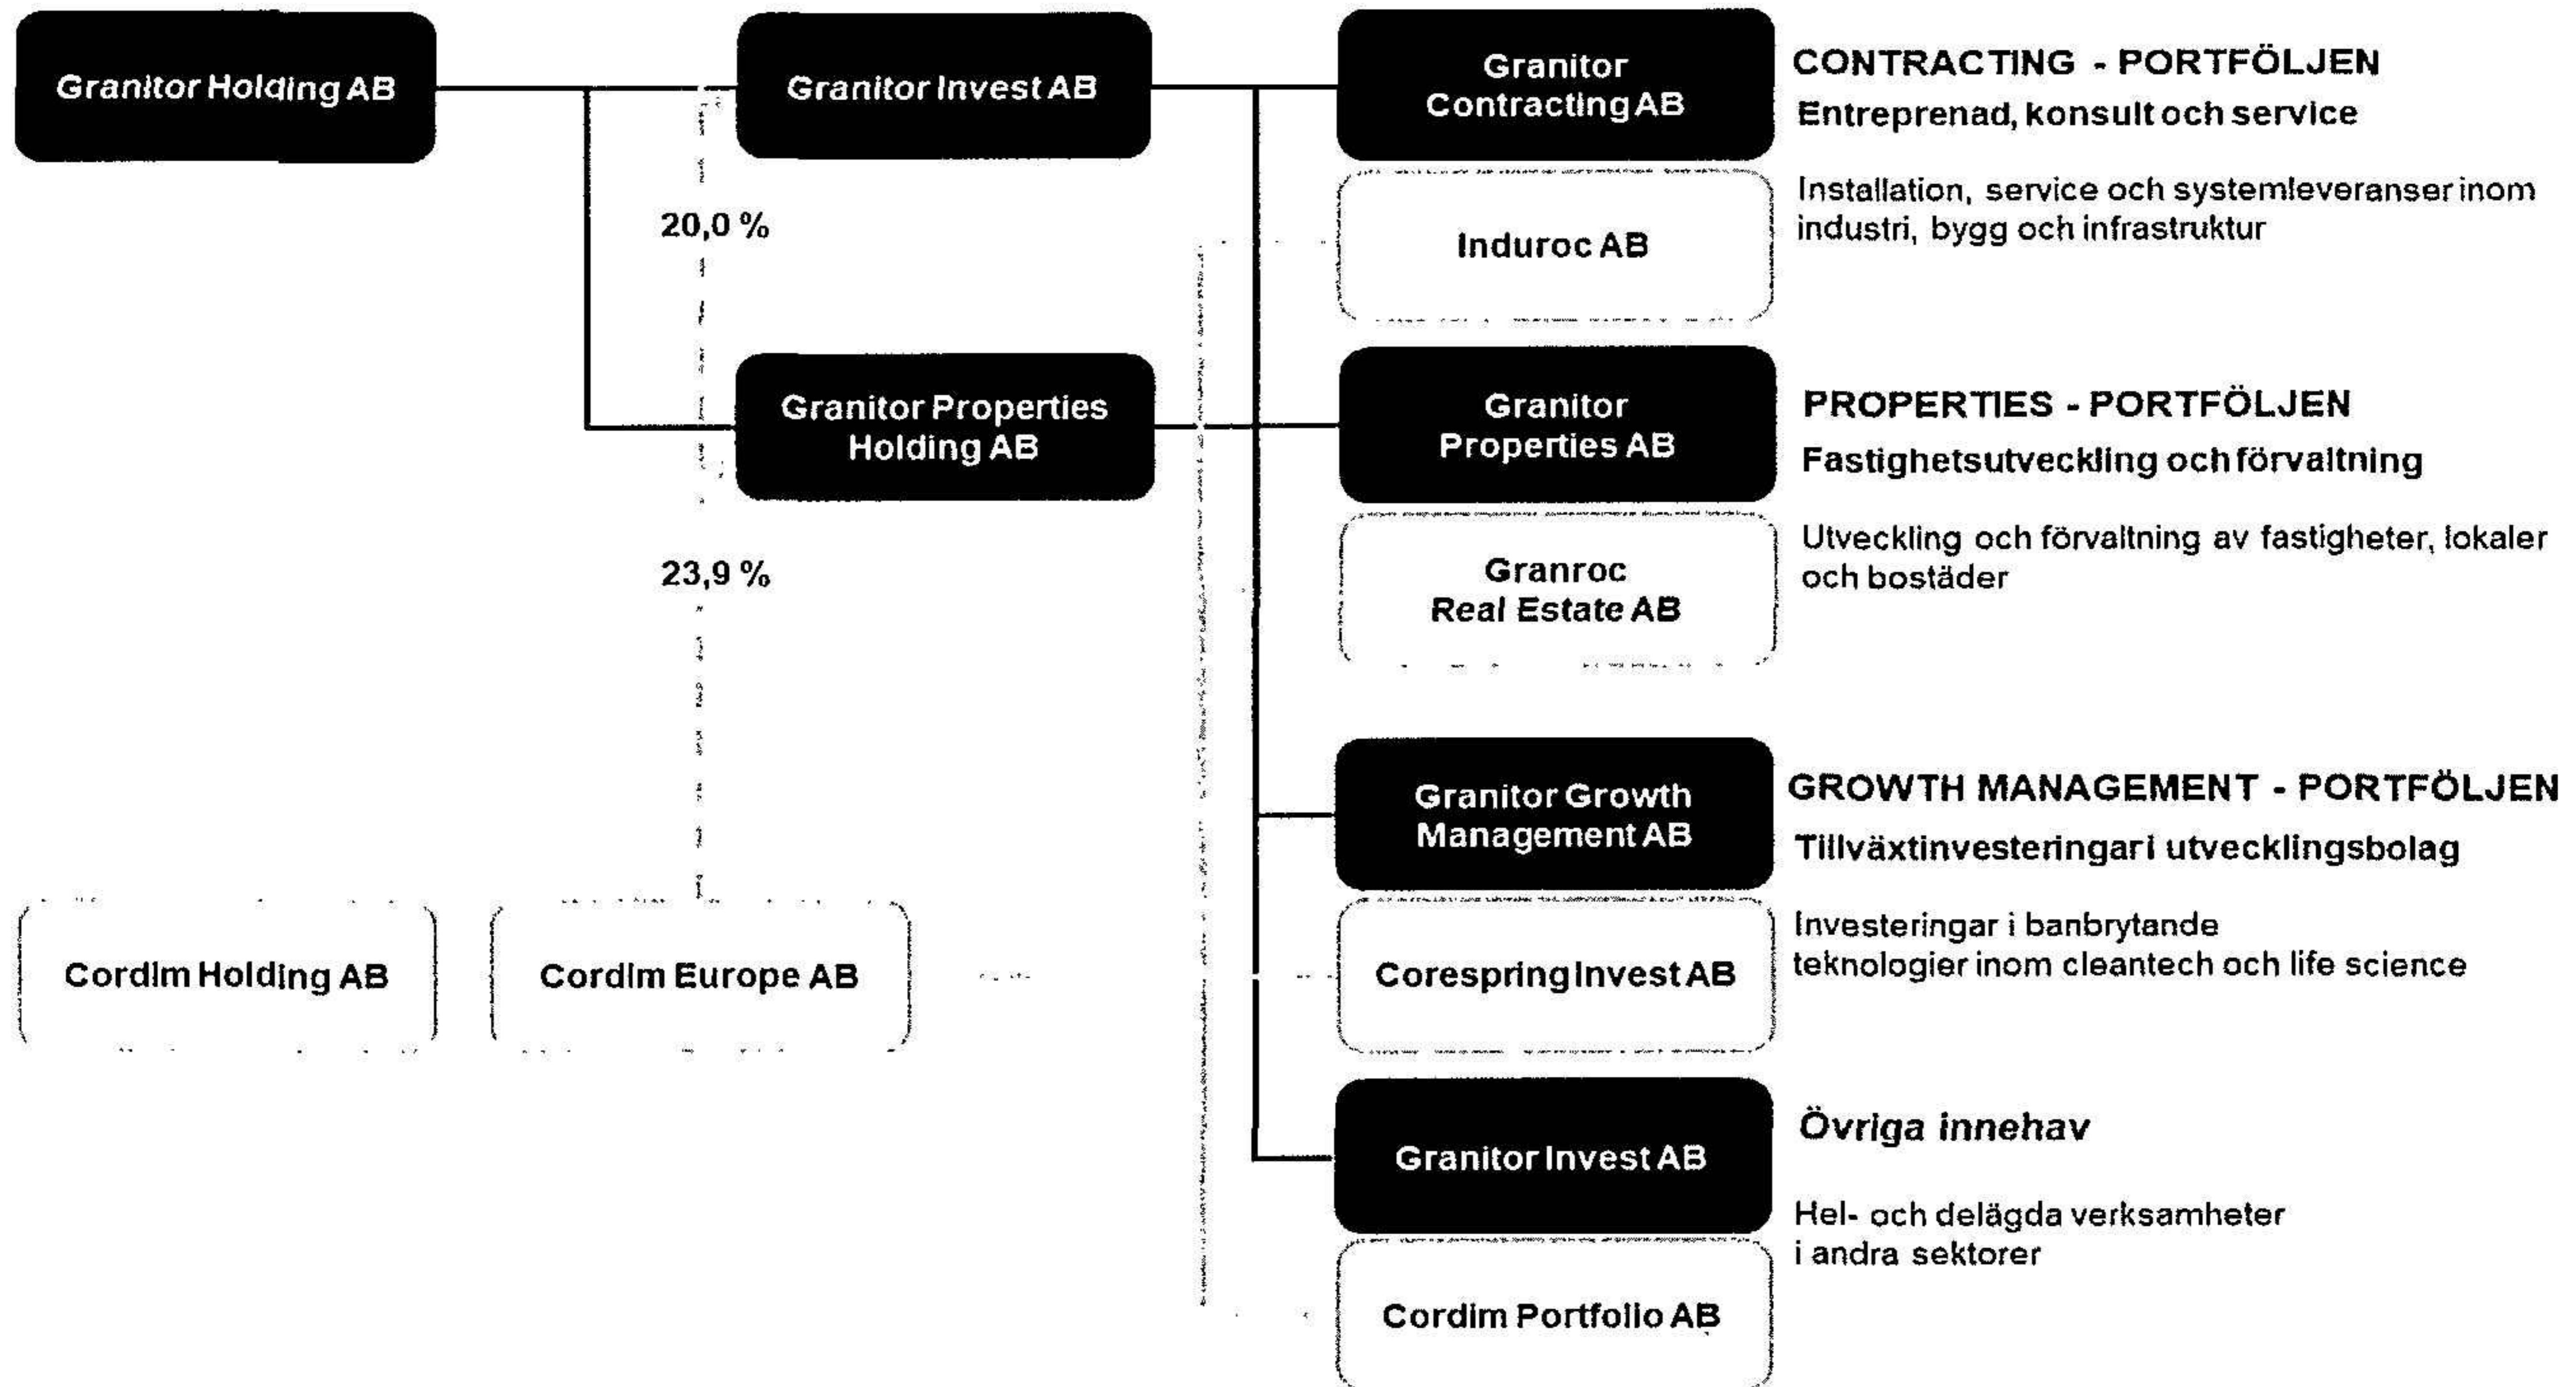 Granitor Holding AB
Granitor Invest AB
Granitor
Contracting AB
CONTRACTING - PORTFÖLJEN
Entreprenad, konsult och service
Installation, service och systemleveranser inom
industri, bygg och infrastruktur
20,0 %
Induroc AB
Granitor Properties
Holding AB
Granitor
Properties AB
PROPERTIES - PORTFÖLJEN
Fastighetsutveckling och förvaltning
Utveckling och förvaltning av fastigheter, lokaler
och bostäder
23,9 %
Granroc
Real Estate AB
Granitor Growth
Management AB
GROWTH MANAGEMENT - PORTFÖLJEN
Tillväxtinvesteringar i utvecklingsbolag
Investeringar i banbrytande
teknologier inom cleantech och life science
Cordim Holding AB
Cordim Europe AB
Corespring Invest AB
Granitor Invest AB
Övriga innehav
Hel- och delägda verksamheter
i andra sektorer
Cordim Portfolio AB